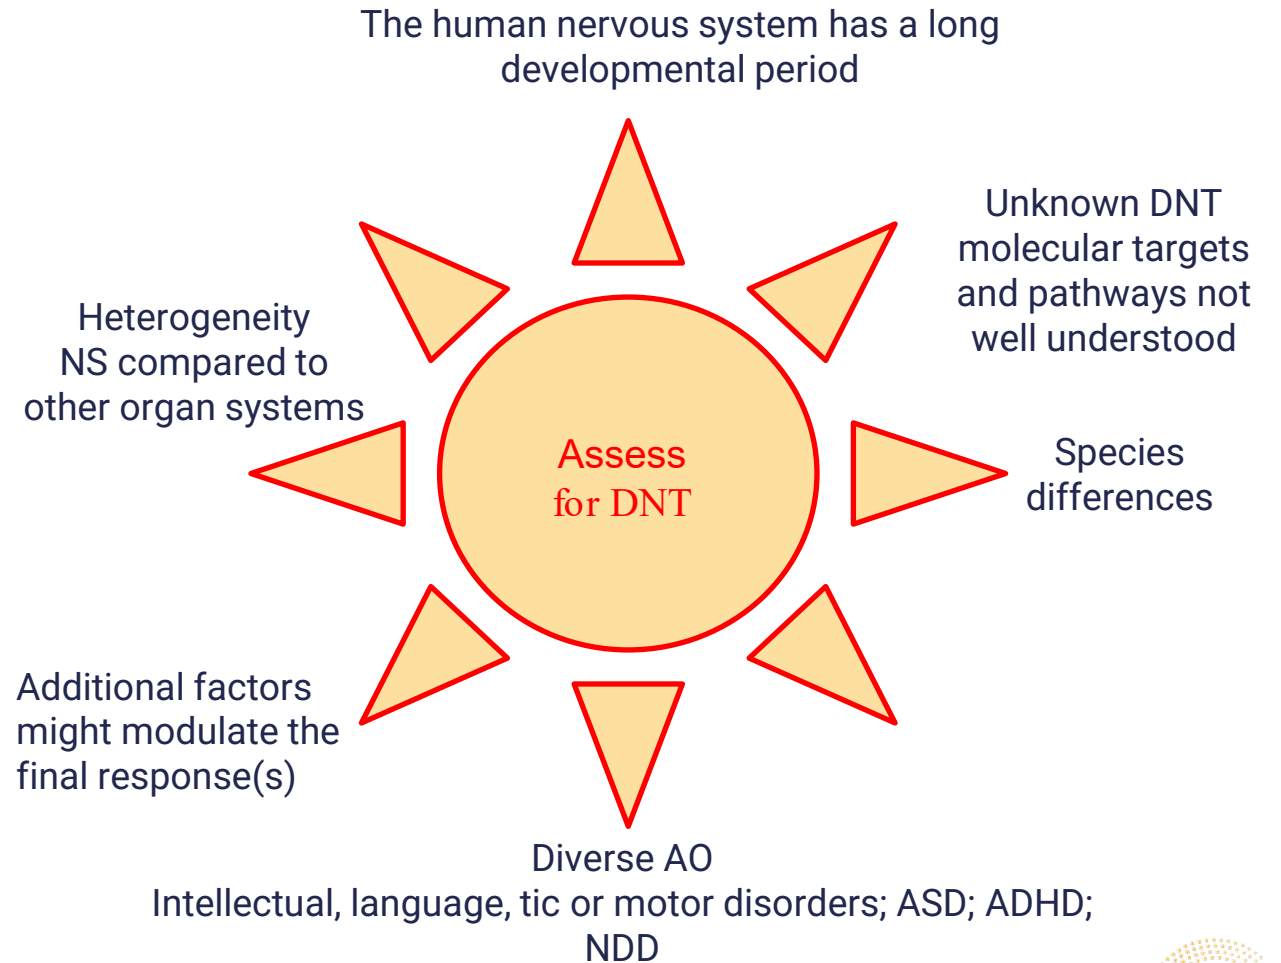 The human nervous system has a long
developmental period
Unknown DNT
molecular targets
and pathways not
well understood
Heterogeneity
NS compared to
other organ systems
Assess
for DNT
Species
differences
Additional factors
might modulate the
final response(s)
Diverse AO
Intellectual, language, tic or motor disorders; ASD; ADHD;
NDD